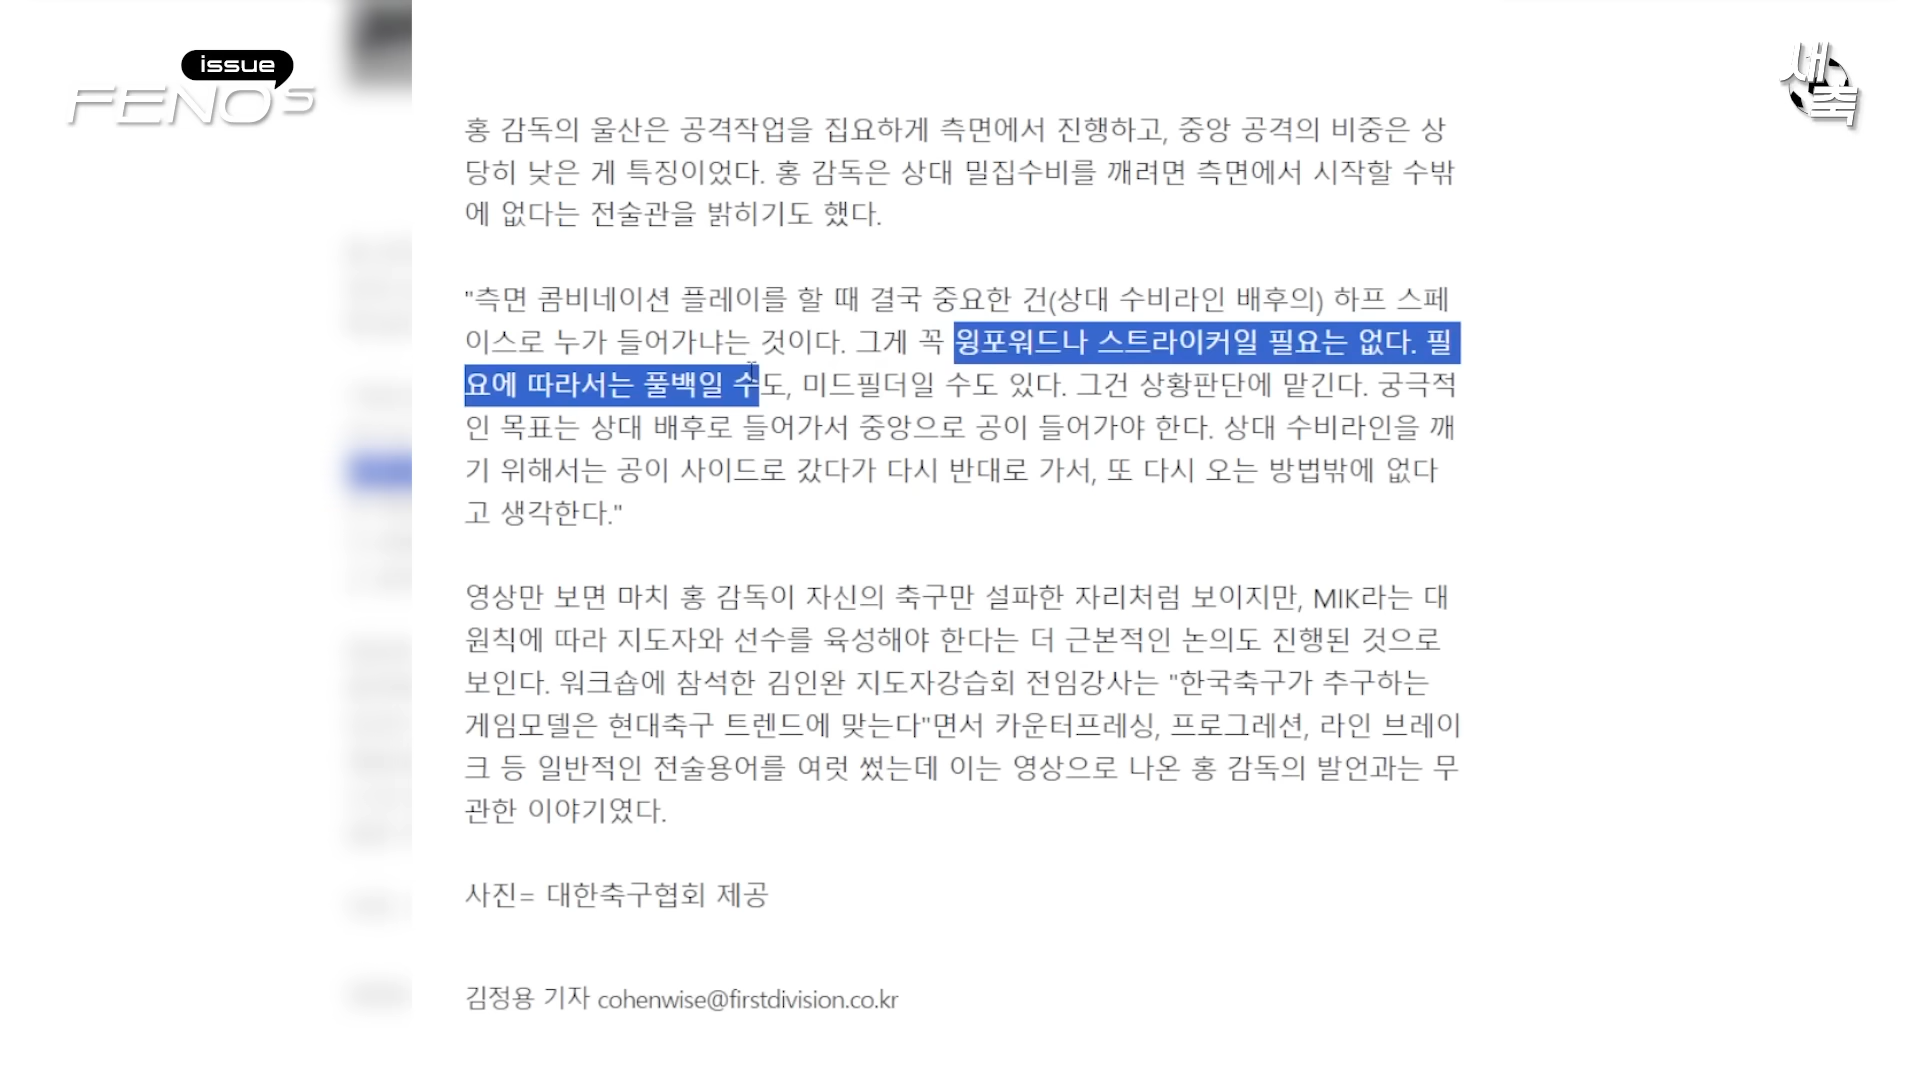 issue
FENO5
새축
홍 감독의 울산은 공격작업을 집요하게 측면에서 진행하고, 중앙 공격의 비중은 상
당히 낮은 게 특징이었다. 홍 감독은 상대 밀집수비를 깨려면 측면에서 시작할 수밖
에 없다는 전술관을 밝히기도 했다.
"측면 콤비네이션 플레이를 할 때 결국 중요한 건(상대 수비라인 배후의) 하프 스페
이스로 누가 들어가냐는 것이다. 그게 꼭 윙포워드나 스트라이커일 필요는 없다. 필
요에 따라서는 풀백일 수도, 미드필더일 수도 있다. 그건 상황판단에 맡긴다. 궁극적
인 목표는 상대 배후로 들어가서 중앙으로 공이 들어가야 한다. 상대 수비라인을 깨
기 위해서는 공이 사이드로 갔다가 다시 반대로 가서, 또 다시 오는 방법밖에 없다
고 생각한다."
영상만 보면 마치 홍 감독이 자신의 축구만 설파한 자리처럼 보이지만, MIK라는 대
원칙에 따라 지도자와 선수를 육성해야 한다는 더 근본적인 논의도 진행된 것으로
보인다. 워크숍에 참석한 김인완 지도자강습회 전임강사는 "한국축구가 추구하는
게임모델은 현대축구 트렌드에 맞는다"면서 카운터프레싱, 프로그레션, 라인 브레이
크 등 일반적인 전술용어를 여럿 썼는데 이는 영상으로 나온 홍 감독의 발언과는 무
관한 이야기였다.
사진= 대한축구협회 제공
김정용 기자 cohenwise@firstdivision.co.kr